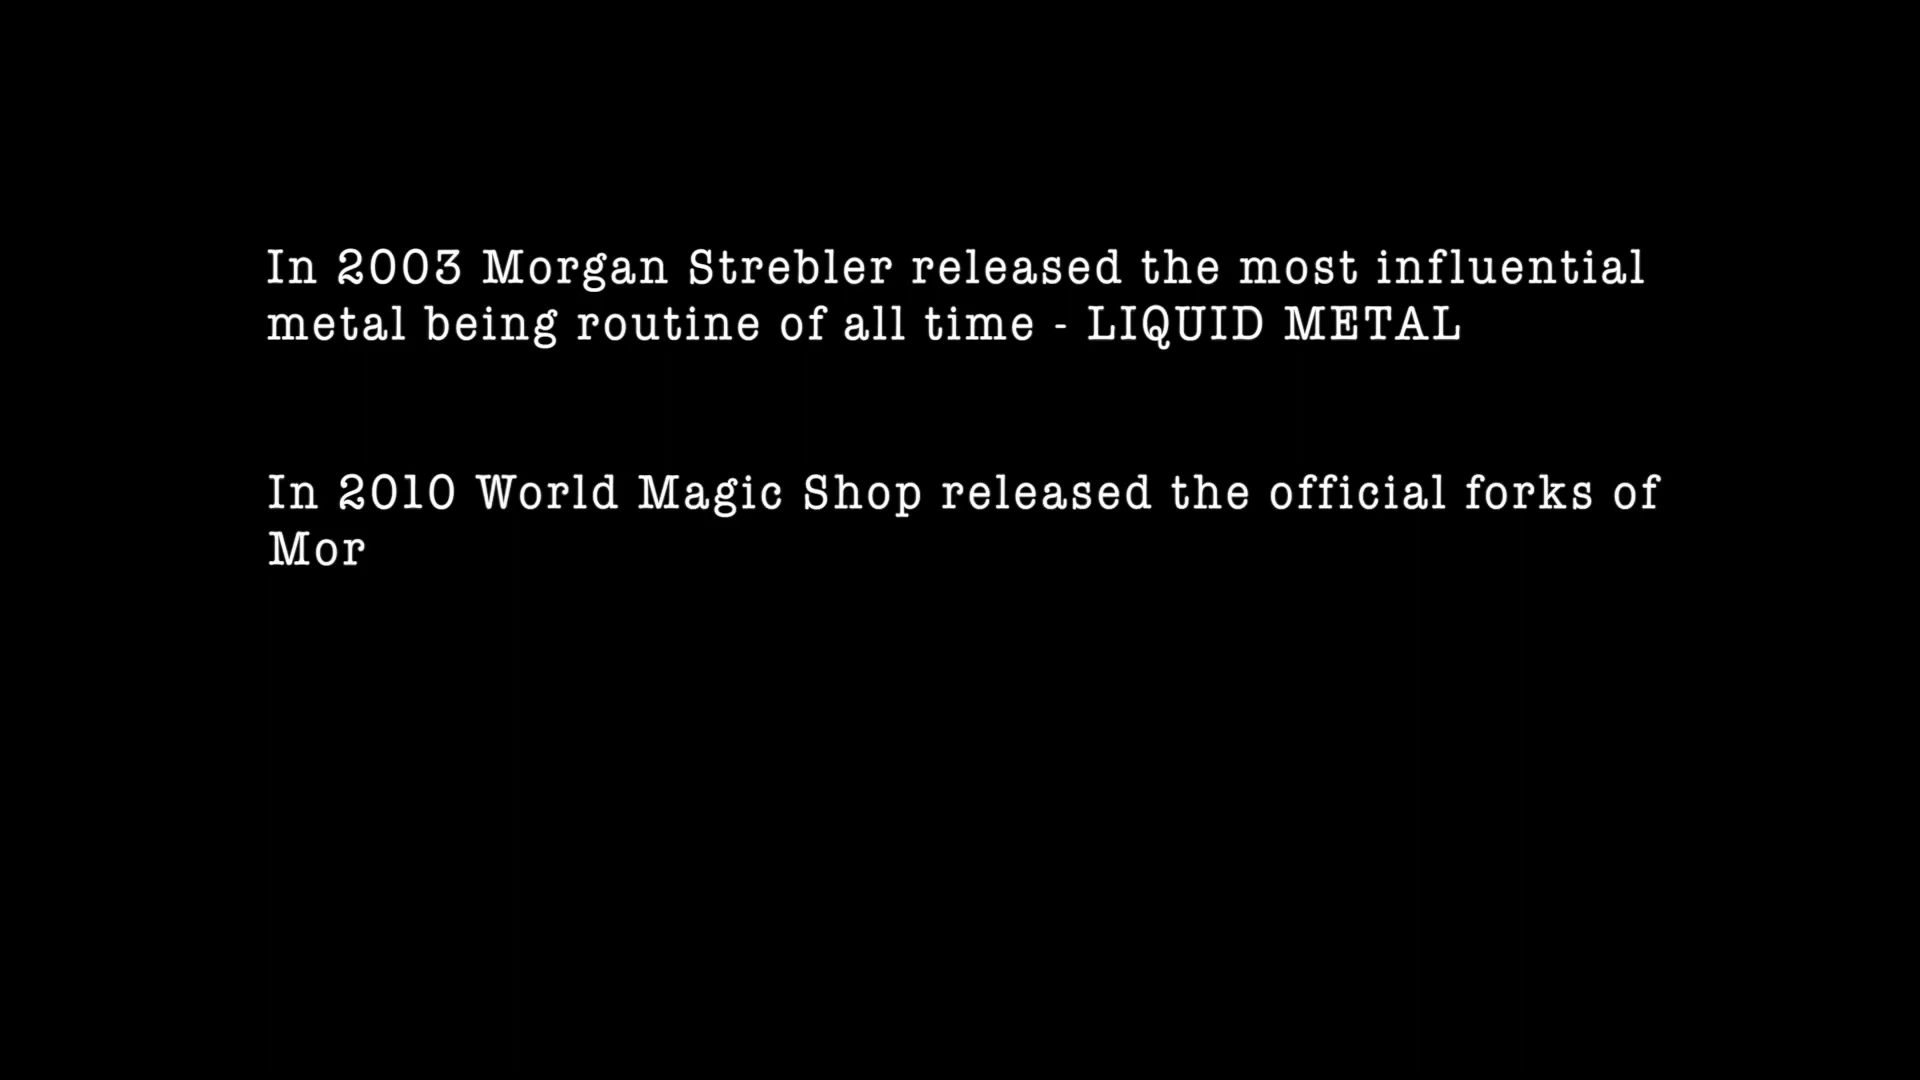 In 2003 Morgan Strebler released the most influential
metal being routine of all time - LIQUID METAL
In 2010 World Magic Shop released the official forks of
Mor